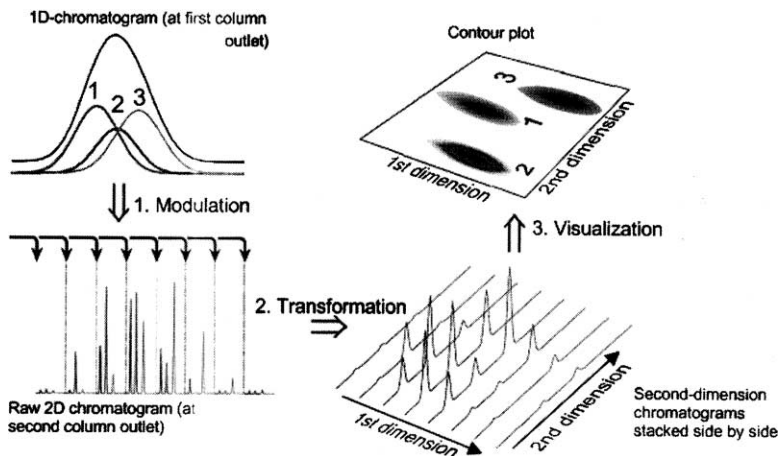 1D-chromatogram (at first column
outlet)
1 2 3
1. Modulation
Raw 2D chromatogram (at
second column outlet)
2. Transformation
1st dimension
2nd dimension
Second-dimension
chromatograms
stacked side by side
3. Visualization
Contour plot
3
1
2
1st dimension
2nd dimension